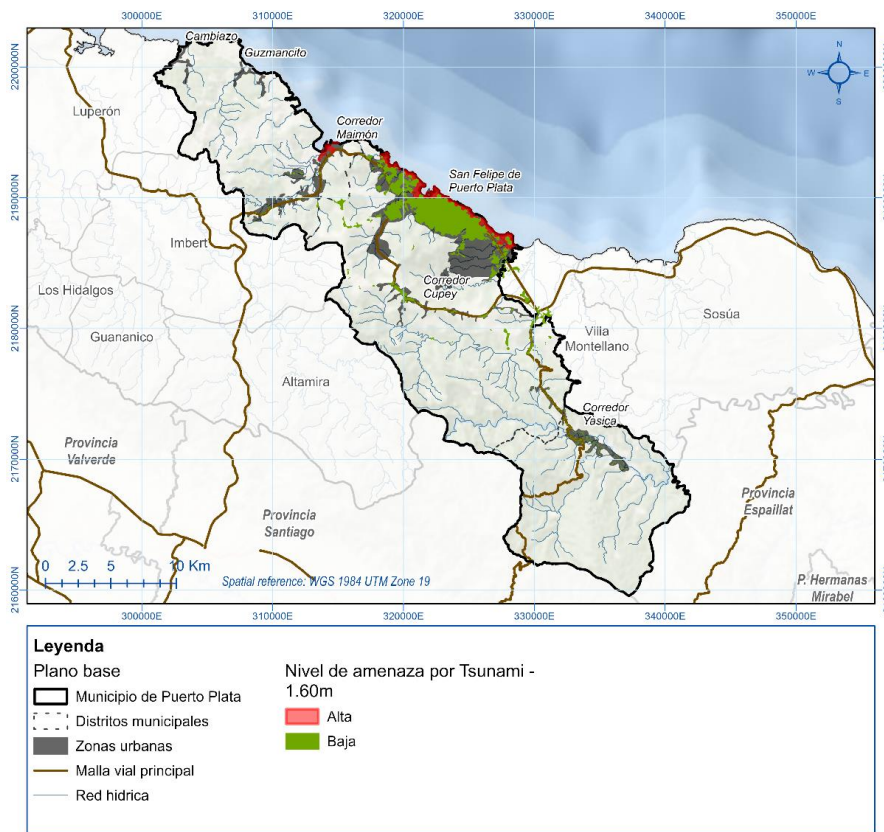 300000E 310000E 320000E 330000E 340000E 350000E
Cambiazo
Guzmancito
N
W E
S
2200000N
Luperón
Corredor
Maimón
San Felipe de
Puerto Plata
2190000N
Imbert
Corredor
Cupey
Los Hidalgos
Sosúa
2180000N
Guananico
Villa
Montellano
Altamira
Corredor
Yasica
Provincia
Valverde
2170000N
Provincia
Espaillat
Provincia
Santiago
0 2.5 5 10 Km
Spatial reference: WGS 1984 UTM Zone 19
P. Hermanas
Mirabel
2160000N
300000E 310000E 320000E 330000E 340000E 350000E
Leyenda
Plano base
Municipio de Puerto Plata
Distritos municipales
Zonas urbanas
Malla vial principal
Red hídrica
Nivel de amenaza por Tsunami -
1.60m
Alta
Baja